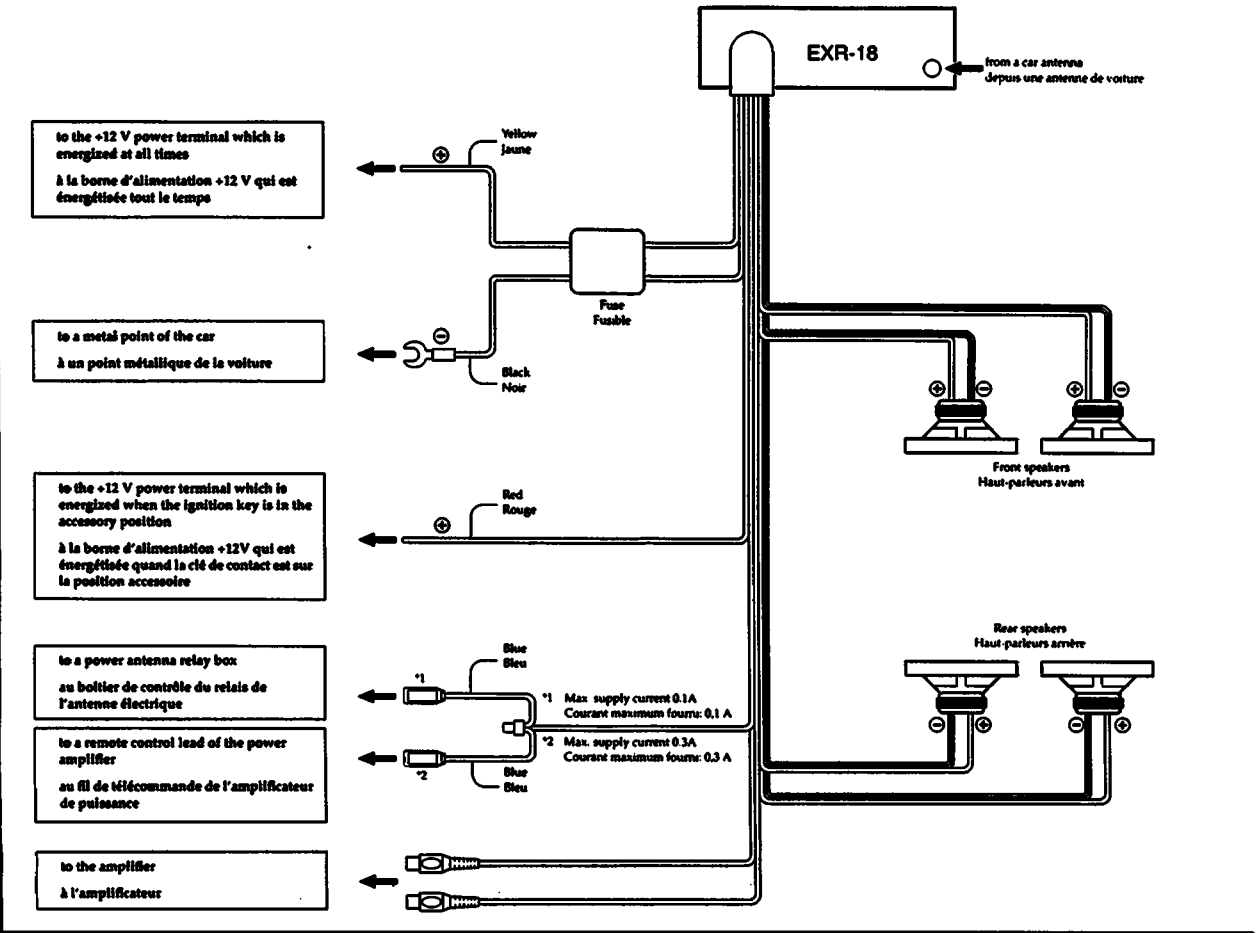 EXR-18
from a car antenna
depuis une antenne de voiture
to the +12 V power terminal which is
energized at all times
à la borne d'alimentation +12 V qui est
énergétisée tout le temps
+
Yellow
Jaune
Fuse
Fusible
to a metal point of the car
à un point métallique de la voiture
−
Black
Noir
+ − + −
Front speakers
Haut-parleurs avant
to the +12 V power terminal which is
energized when the ignition key is in the
accessory position
à la borne d'alimentation +12V qui est
énergétisée quand la clé de contact est sur
la position accessoire
+
Red
Rouge
Rear speakers
Haut-parleurs arrière
− + − +
to a power antenna relay box
au boîtier de contrôle du relais de
l'antenne électrique
*1
Blue
Bleu
*1 Max. supply current 0.1A
Courant maximum fourni: 0,1 A
to a remote control lead of the power
amplifier
au fil de télécommande de l'amplificateur
de puissance
*2
Blue
Bleu
*2 Max. supply current 0.3A
Courant maximum fourni: 0,3 A
to the amplifier
à l'amplificateur